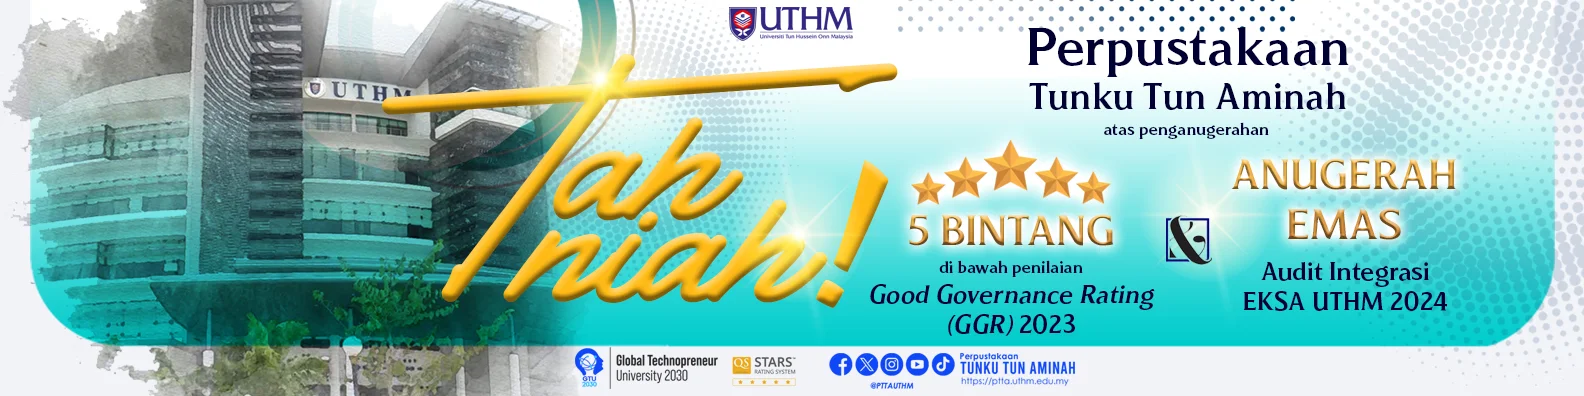 UTHM
Universiti Tun Hussein Onn Malaysia
UTHM
Tah
niah!
Perpustakaan
Tunku Tun Aminah
atas penganugerahan
5 BINTANG
di bawah penilaian
Good Governance Rating
(GGR) 2023
&
ANUGERAH
EMAS
Audit Integrasi
EKSA UTHM 2024
GTU
2030
Global Technopreneur
University 2030
QS STARS™
RATING SYSTEM
@PTTAUTHM
Perpustakaan
TUNKU TUN AMINAH
https://ptta.uthm.edu.my